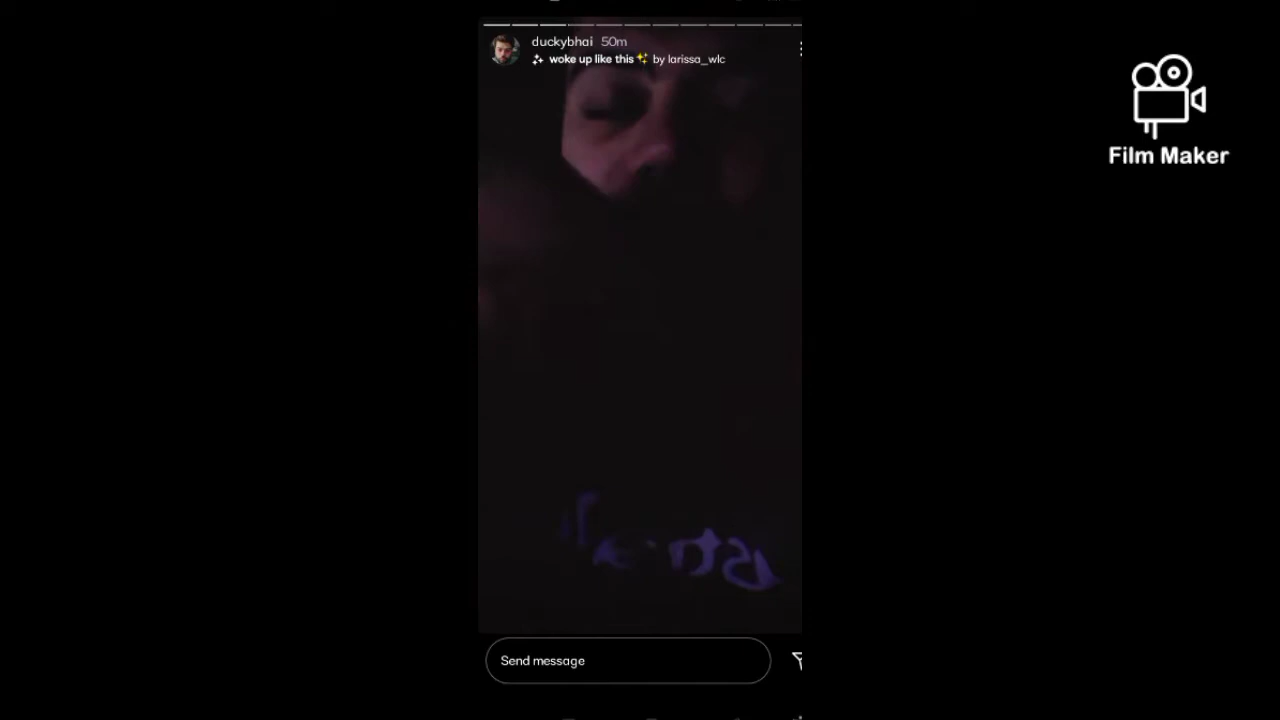 duckybhai 50m
woke up like this✨ by larissa_wlc
Film Maker
Send message